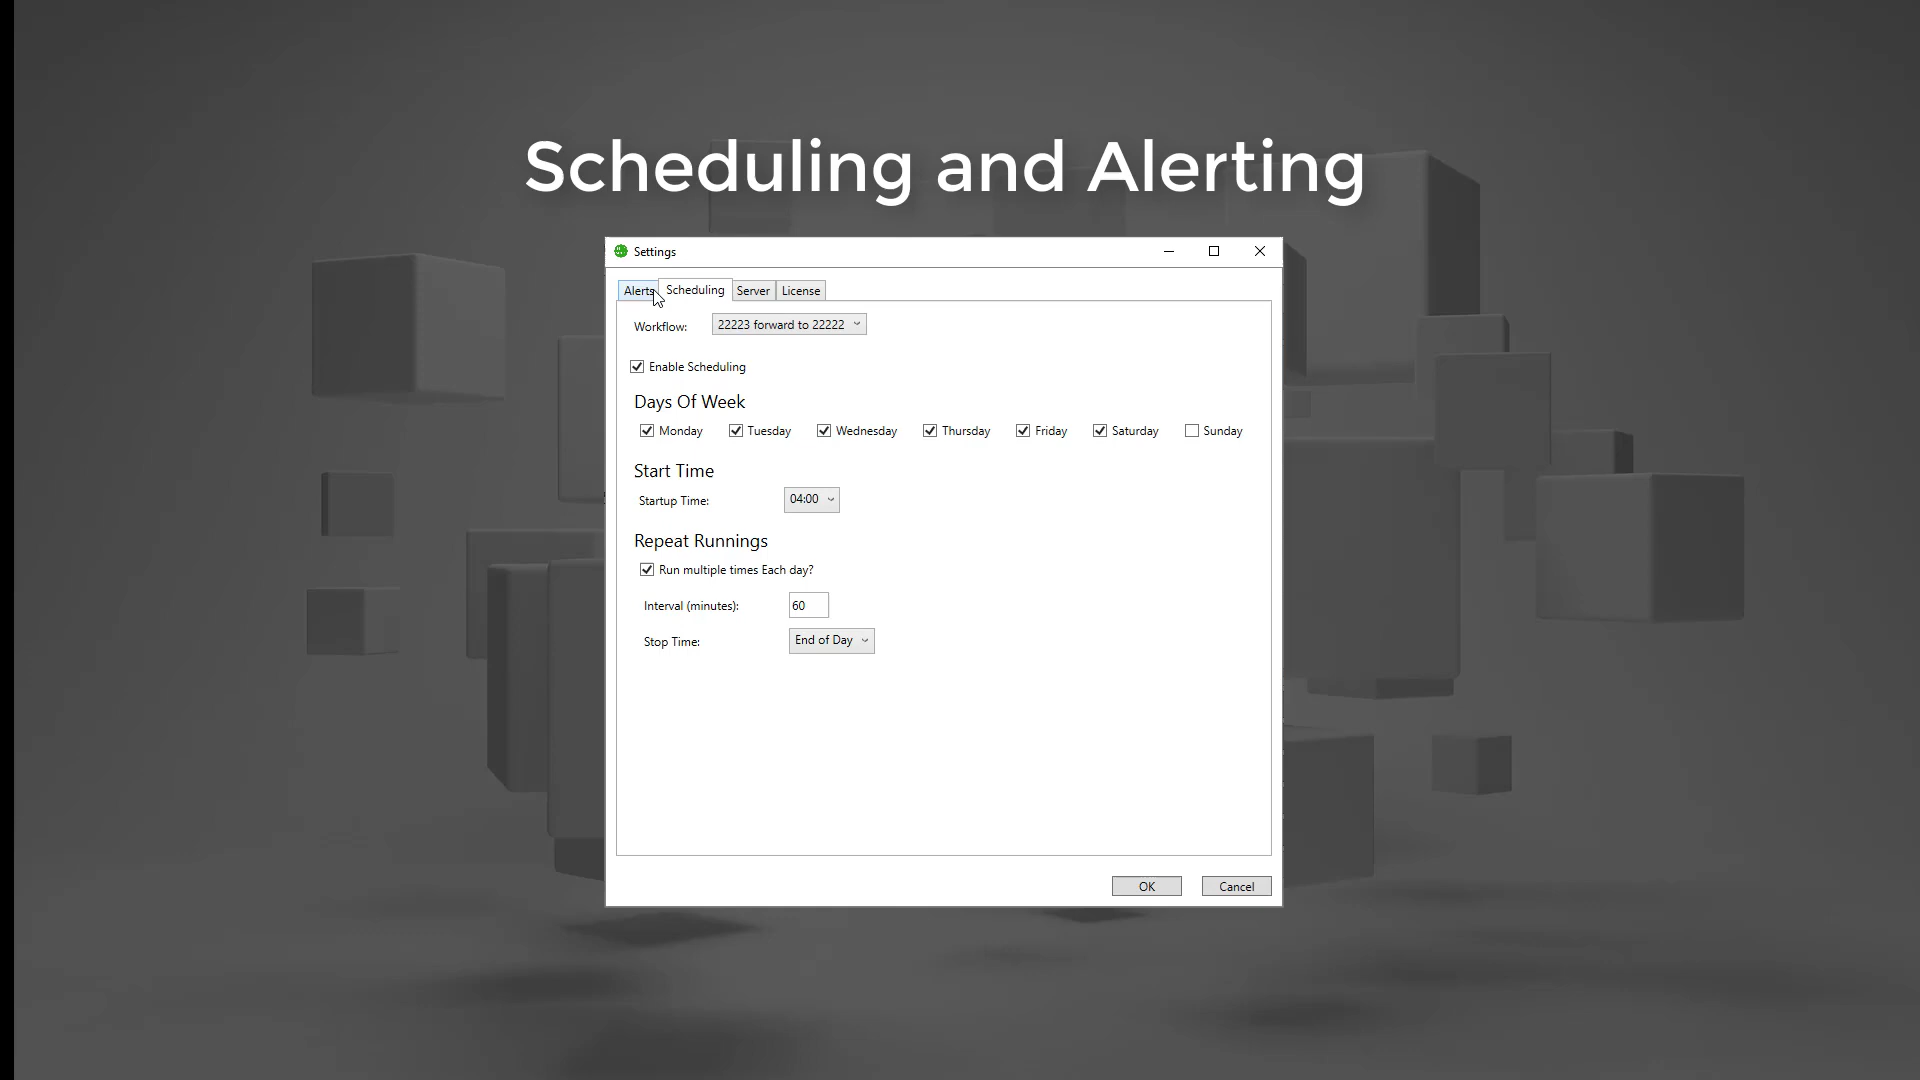 Scheduling and Alerting
Settings
Alerts Scheduling Server License
Workflow: 22223 forward to 22222
Enable Scheduling
Days Of Week
Monday Tuesday Wednesday Thursday Friday Saturday Sunday
Start Time
Startup Time: 04:00
Repeat Runnings
Run multiple times Each day?
Interval (minutes): 60
Stop Time: End of Day
OK Cancel